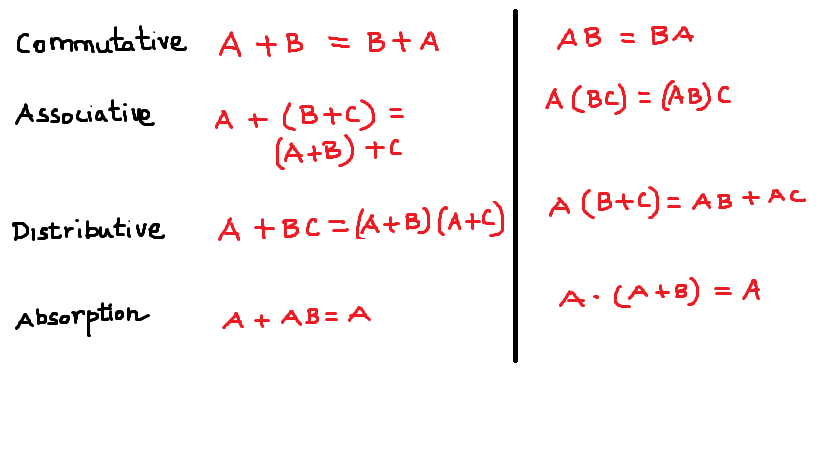 Commutative A + B = B + A AB = BA
Associative A + (B+C) = A(BC) = (AB)C
(A+B) + C
Distributive A + BC = (A+B)(A+C) A(B+C) = AB + AC
Absorption A + AB = A A · (A+B) = A